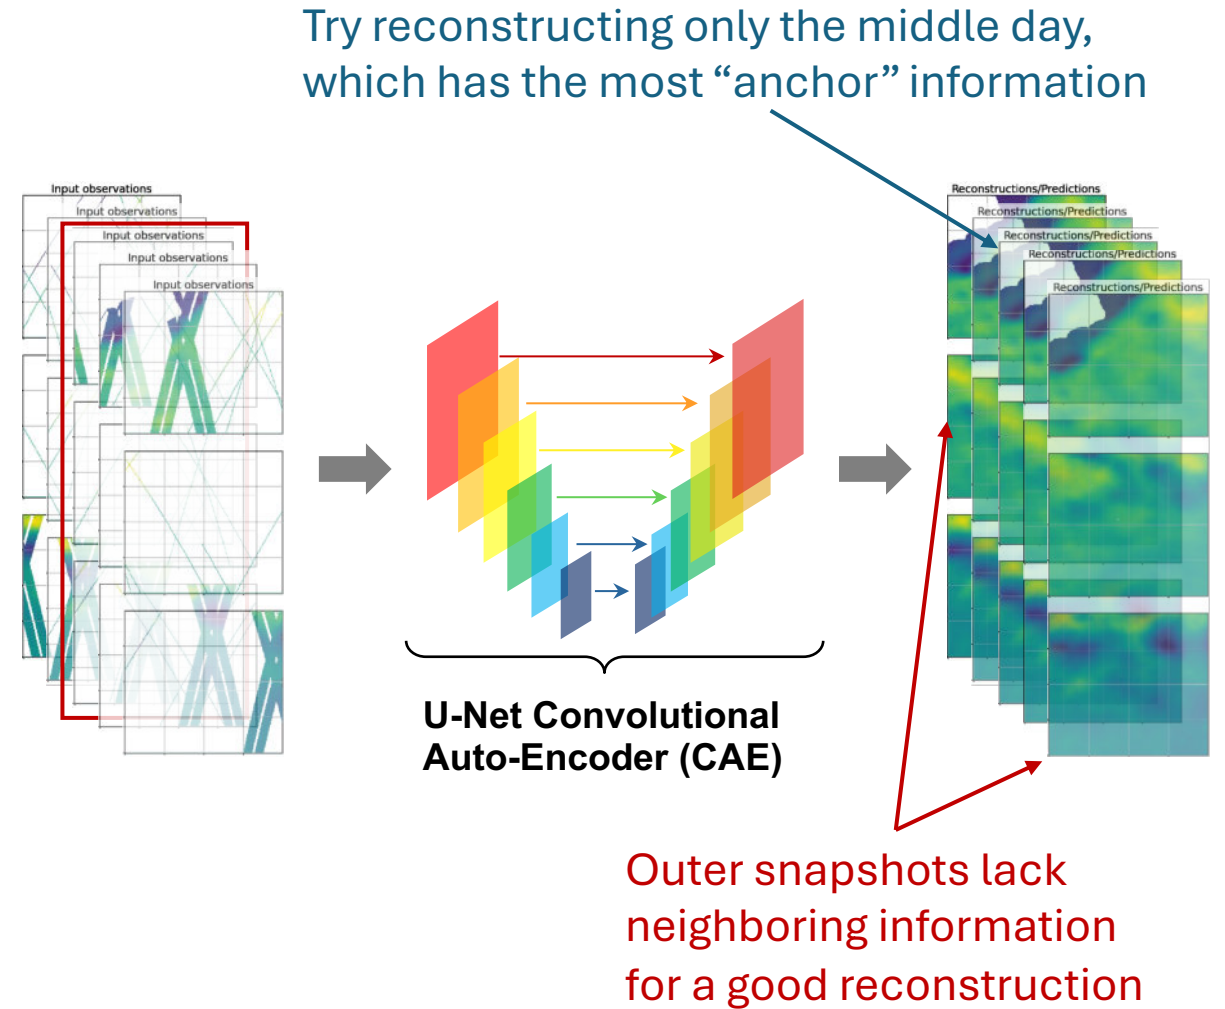 Try reconstructing only the middle day,
which has the most “anchor” information
Input observations
Input observations
Input observations
Input observations
Input observations
Reconstructions/Predictions
Reconstructions/Predictions
Reconstructions/Predictions
Reconstructions/Predictions
Reconstructions/Predictions
U-Net Convolutional
Auto-Encoder (CAE)
Outer snapshots lack
neighboring information
for a good reconstruction